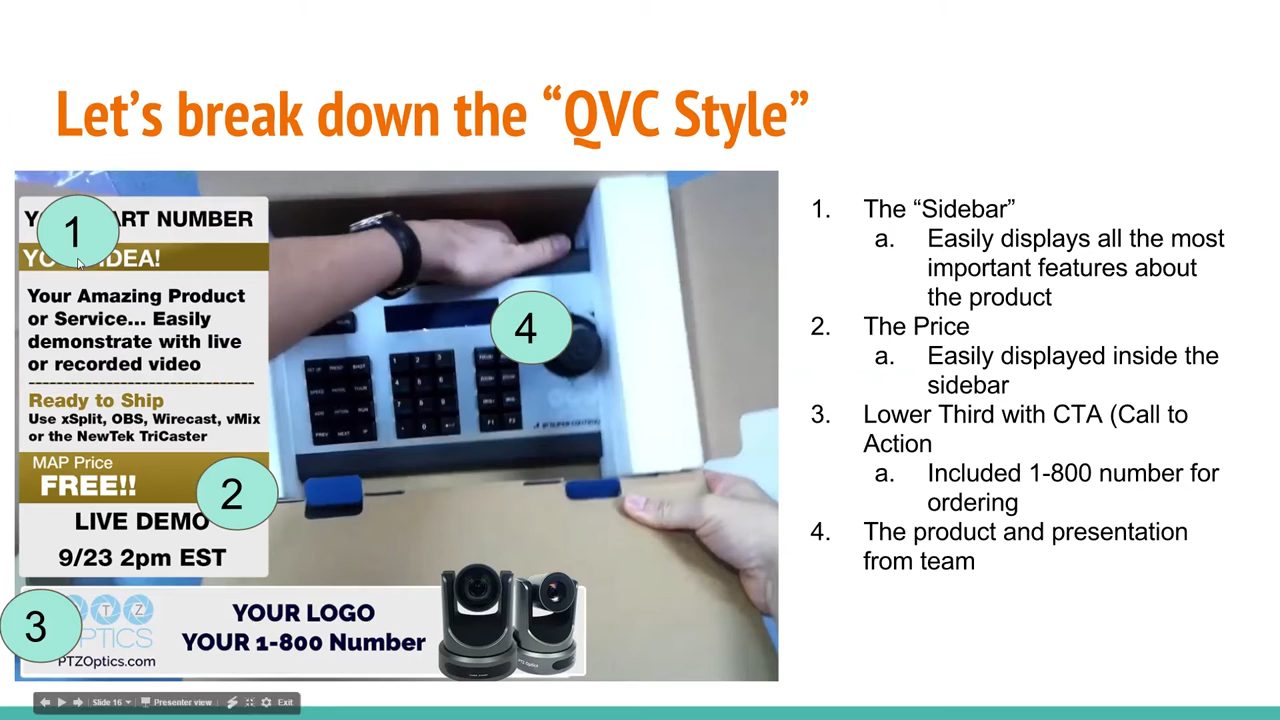 Let's break down the “QVC Style”
1
ART NUMBER
IDEA!
Your Amazing Product
or Service... Easily
demonstrate with live
or recorded video
Ready to Ship
Use xSplit, OBS, Wirecast, vMix
or the NewTek TriCaster
MAP Price
FREE!!
2
LIVE DEMO
9/23 2pm EST
4
3
T Z
OPTICS
PTZOptics.com
YOUR LOGO
YOUR 1-800 Number
1. The “Sidebar”
a. Easily displays all the most
important features about
the product
2. The Price
a. Easily displayed inside the
sidebar
3. Lower Third with CTA (Call to
Action
a. Included 1-800 number for
ordering
4. The product and presentation
from team
Slide 16
Presenter view
Exit